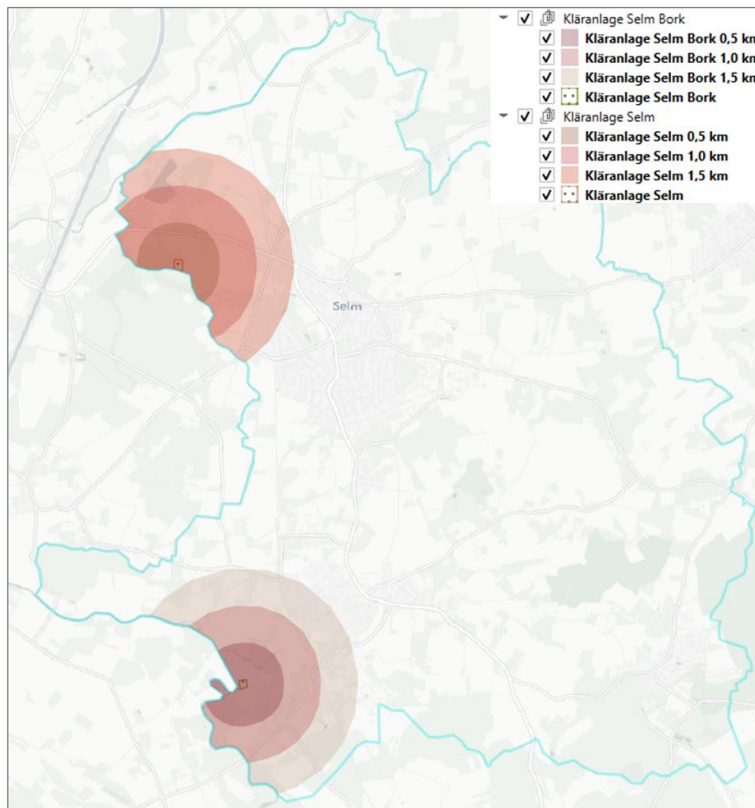 Kläranlage Selm Bork
Kläranlage Selm Bork 0,5 km
Kläranlage Selm Bork 1,0 km
Kläranlage Selm Bork 1,5 km
Kläranlage Selm Bork
Kläranlage Selm
Kläranlage Selm 0,5 km
Kläranlage Selm 1,0 km
Kläranlage Selm 1,5 km
Kläranlage Selm
Selm